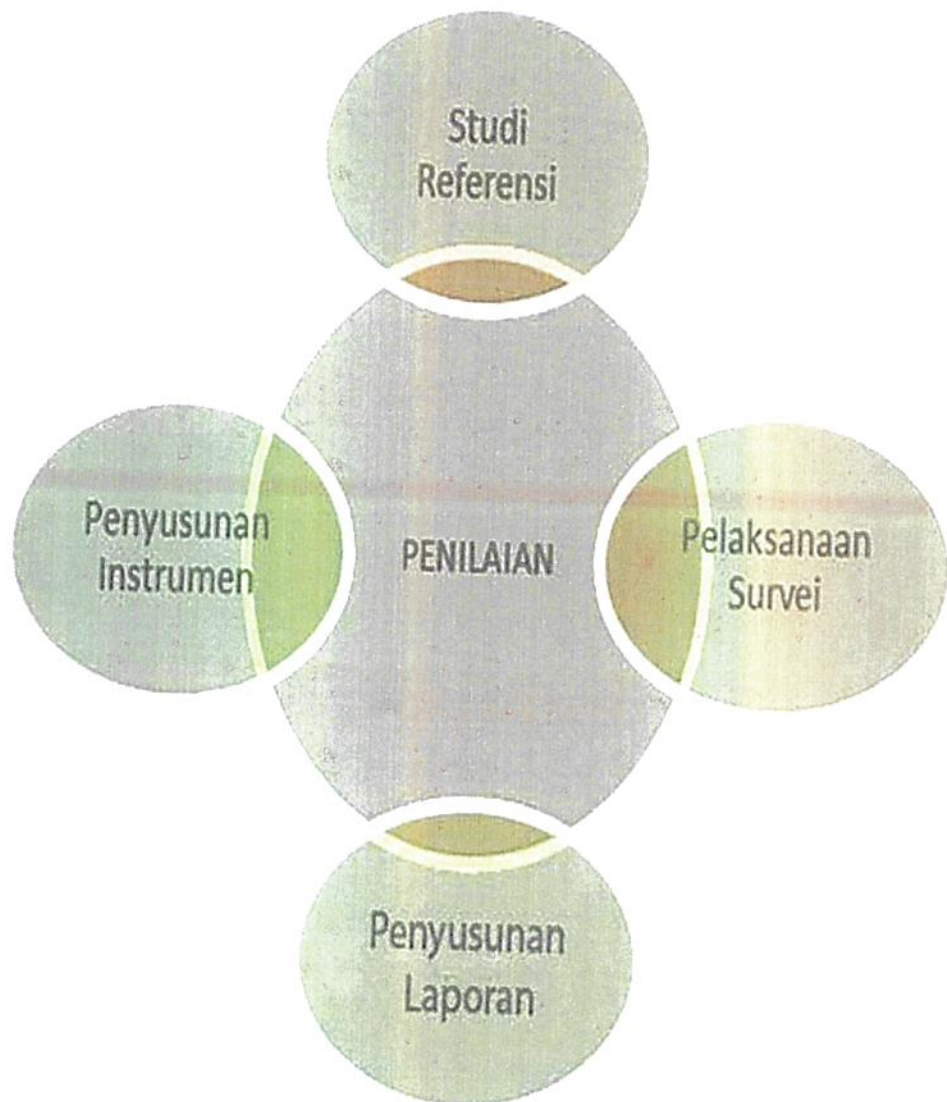 Studi
Referensi
Penyusunan
Instrumen
PENILAIAN
Pelaksanaan
Survei
Penyusunan
Laporan